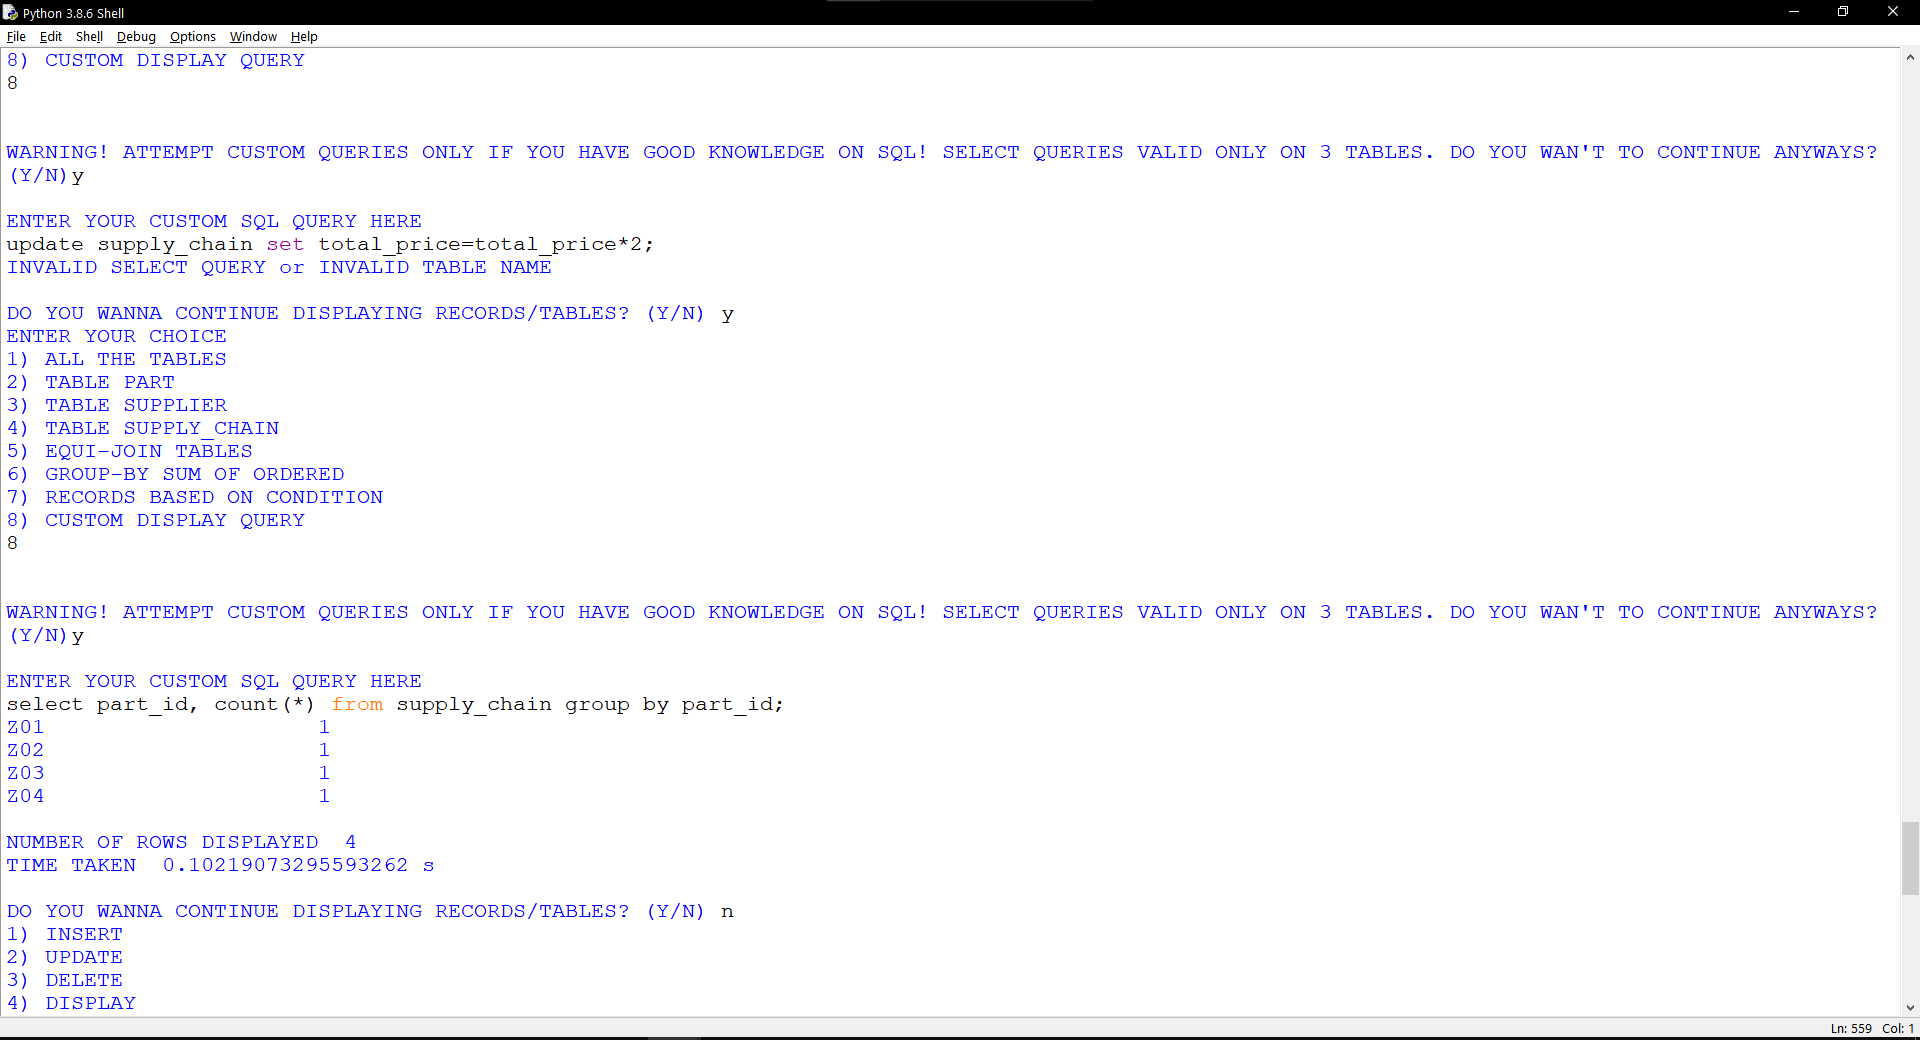 Python 3.8.6 Shell
File Edit Shell Debug Options Window Help
8) CUSTOM DISPLAY QUERY
8
WARNING! ATTEMPT CUSTOM QUERIES ONLY IF YOU HAVE GOOD KNOWLEDGE ON SQL! SELECT QUERIES VALID ONLY ON 3 TABLES. DO YOU WAN'T TO CONTINUE ANYWAYS?
(Y/N)y
ENTER YOUR CUSTOM SQL QUERY HERE
update supply_chain set total_price=total_price*2;
INVALID SELECT QUERY or INVALID TABLE NAME
DO YOU WANNA CONTINUE DISPLAYING RECORDS/TABLES? (Y/N) y
ENTER YOUR CHOICE
1) ALL THE TABLES
2) TABLE PART
3) TABLE SUPPLIER
4) TABLE SUPPLY_CHAIN
5) EQUI-JOIN TABLES
6) GROUP-BY SUM OF ORDERED
7) RECORDS BASED ON CONDITION
8) CUSTOM DISPLAY QUERY
8
WARNING! ATTEMPT CUSTOM QUERIES ONLY IF YOU HAVE GOOD KNOWLEDGE ON SQL! SELECT QUERIES VALID ONLY ON 3 TABLES. DO YOU WAN'T TO CONTINUE ANYWAYS?
(Y/N)y
ENTER YOUR CUSTOM SQL QUERY HERE
select part_id, count(*) from supply_chain group by part_id;
Z01 1
Z02 1
Z03 1
Z04 1
NUMBER OF ROWS DISPLAYED  4
TIME TAKEN  0.10219073295593262 s
DO YOU WANNA CONTINUE DISPLAYING RECORDS/TABLES? (Y/N) n
1) INSERT
2) UPDATE
3) DELETE
4) DISPLAY
Ln: 559 Col: 1